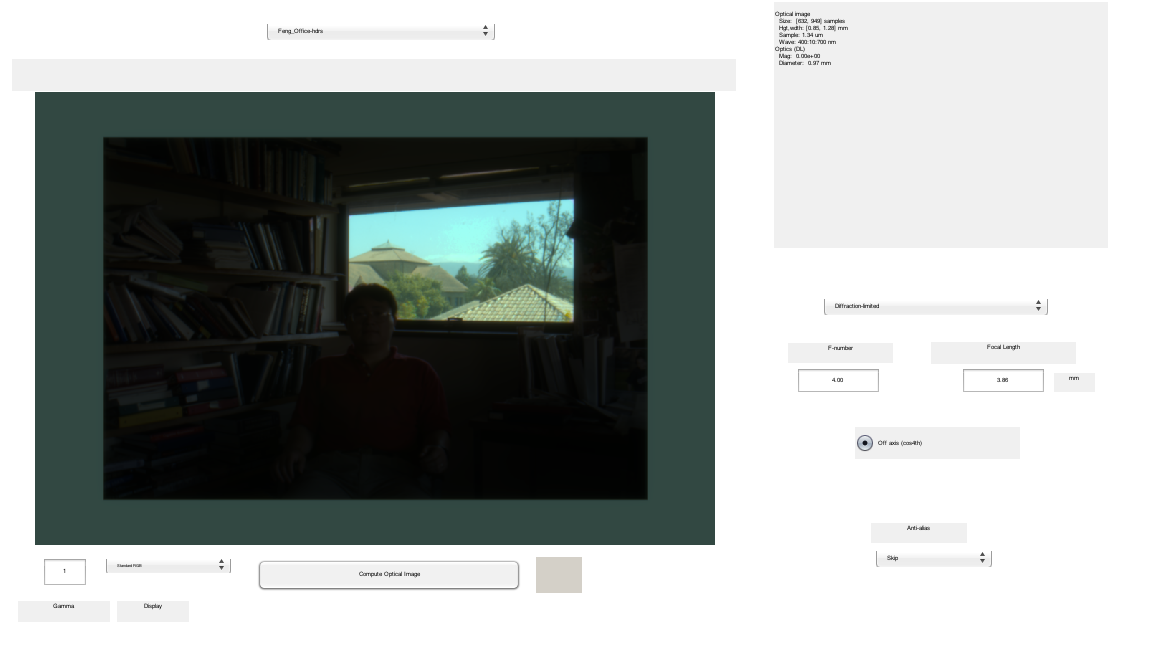 Feng_Office-hdrs
Optical image
Size: [632, 949] samples
Hgt,wdth: [0.85, 1.28] mm
Sample: 1.34 um
Wave: 400:10:700 nm
Optics (DL)
Mag: 0.00e+00
Diameter: 0.97 mm
Diffraction-limited
F-number
Focal Length
4.00
3.86
mm
Off axis (cos4th)
Anti-alias
Skip
1
Standard RGB
Compute Optical Image
Gamma
Display